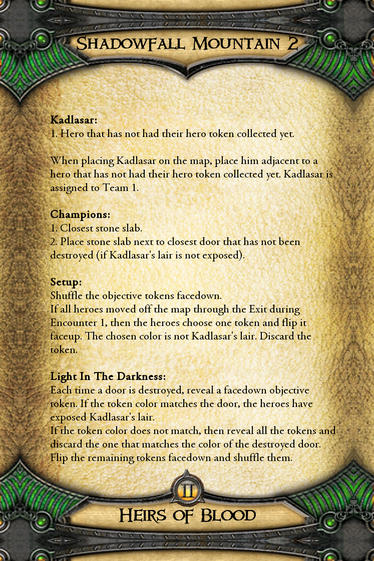 Shadowfall Mountain 2
Kadlasar:
1. Hero that has not had their hero token collected yet.
When placing Kadlasar on the map, place him adjacent to a
hero that has not had their hero token collected yet. Kadlasar is
assigned to Team 1.
Champions:
1. Closest stone slab.
2. Place stone slab next to closest door that has not been
destroyed (if Kadlasar's lair is not exposed).
Setup:
Shuffle the objective tokens facedown.
If all heroes moved off the map through the Exit during
Encounter 1, then the heroes choose one token and flip it
faceup. The chosen color is not Kadlasar's lair. Discard the
token.
Light In The Darkness:
Each time a door is destroyed, reveal a facedown objective
token. If the token color matches the door, the heroes have
exposed Kadlasar's lair.
If the token color does not match, then reveal all the tokens and
discard the one that matches the color of the destroyed door.
Flip the remaining tokens facedown and shuffle them.
II
Heirs of Blood